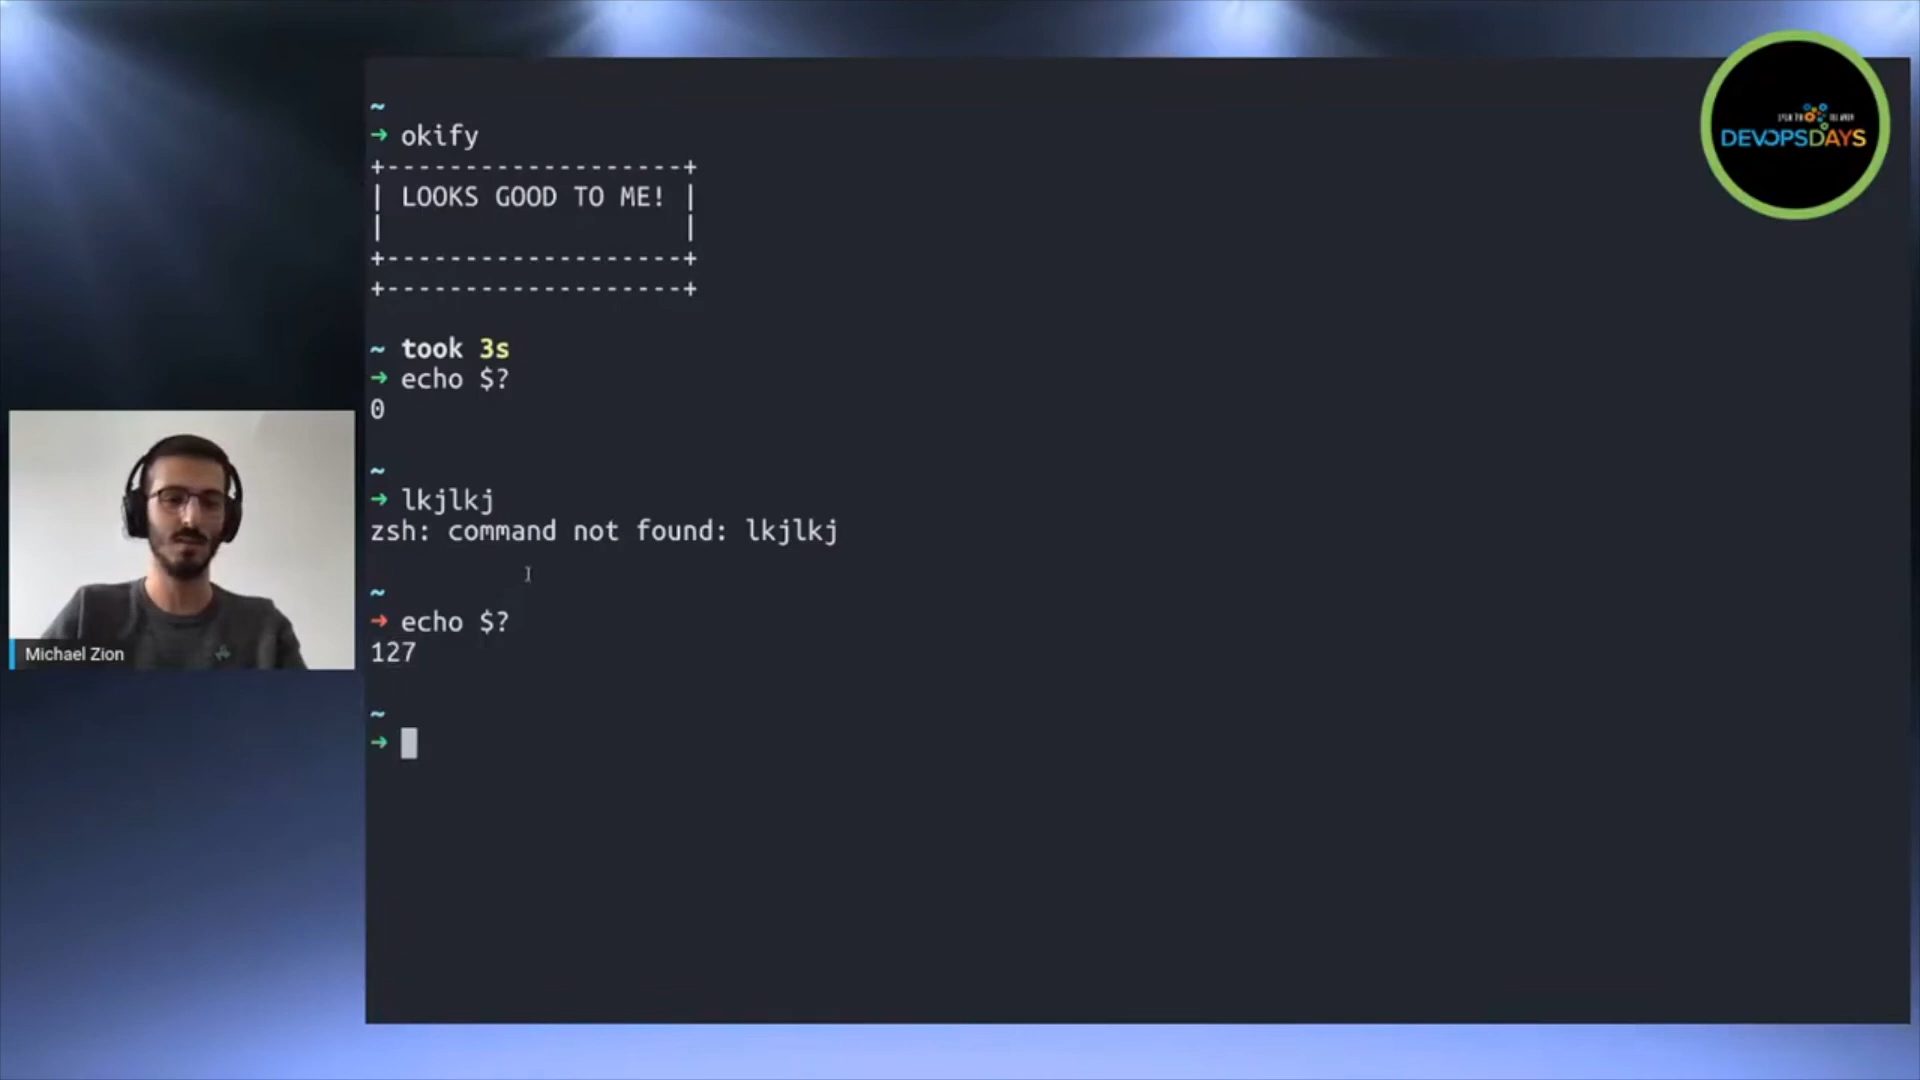 ~
→ okify
+-------------------+
| LOOKS GOOD TO ME! |
|                   |
+-------------------+
+-------------------+
~ took 3s
→ echo $?
0
~
→ lkjlkj
zsh: command not found: lkjlkj
~
→ echo $?
127
~
→
Michael Zion
DEVOPSDAYS